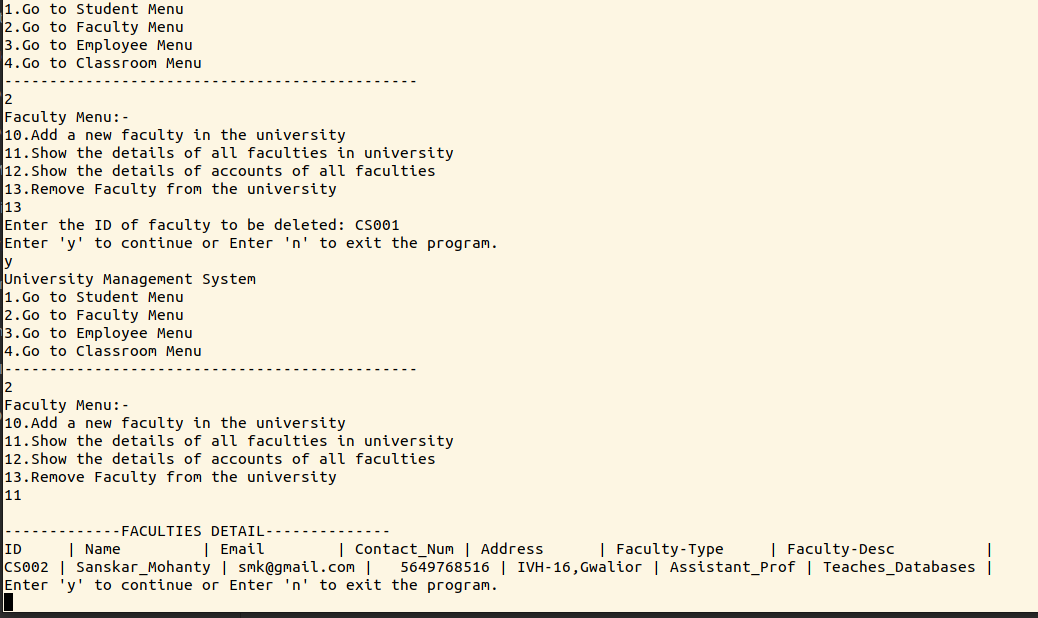 1.Go to Student Menu
2.Go to Faculty Menu
3.Go to Employee Menu
4.Go to Classroom Menu
----------------------------------------------
2
Faculty Menu:-
10.Add a new faculty in the university
11.Show the details of all faculties in university
12.Show the details of accounts of all faculties
13.Remove Faculty from the university
13
Enter the ID of faculty to be deleted: CS001
Enter 'y' to continue or Enter 'n' to exit the program.
y
University Management System
1.Go to Student Menu
2.Go to Faculty Menu
3.Go to Employee Menu
4.Go to Classroom Menu
----------------------------------------------
2
Faculty Menu:-
10.Add a new faculty in the university
11.Show the details of all faculties in university
12.Show the details of accounts of all faculties
13.Remove Faculty from the university
11
-------------FACULTIES DETAIL--------------
ID     | Name         | Email        | Contact_Num | Address      | Faculty-Type     | Faculty-Desc          |
CS002 | Sanskar_Mohanty | smk@gmail.com |   5649768516 | IVH-16,Gwalior | Assistant_Prof | Teaches_Databases |
Enter 'y' to continue or Enter 'n' to exit the program.